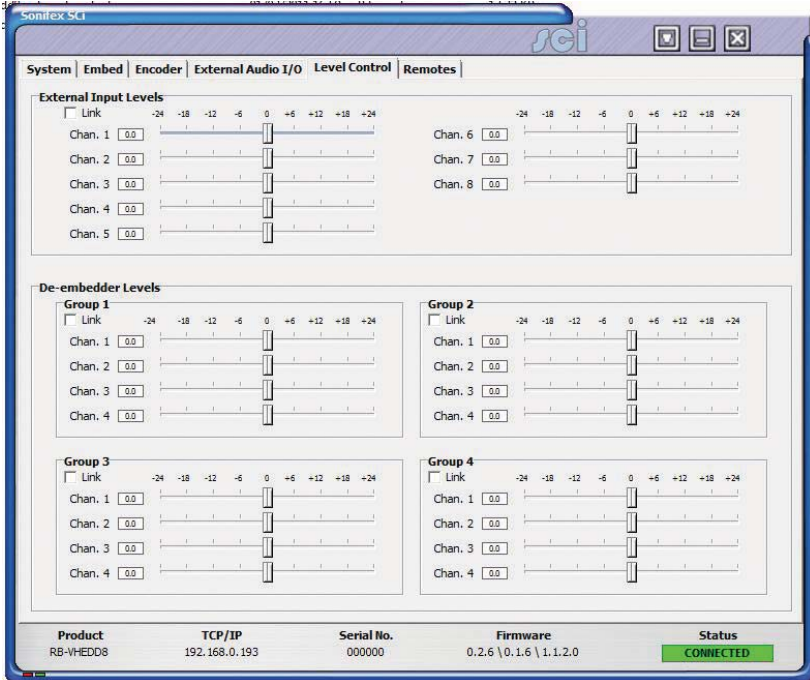 Sonifex SCi
sci
System | Embed | Encoder | External Audio I/O | Level Control | Remotes
External Input Levels
Link -24 -18 -12 -6 0 +6 +12 +18 +24
-24 -18 -12 -6 0 +6 +12 +18 +24
Chan. 1 0.0
Chan. 6 0.0
Chan. 2 0.0
Chan. 7 0.0
Chan. 3 0.0
Chan. 8 0.0
Chan. 4 0.0
Chan. 5 0.0
De-embedder Levels
Group 1
Link -24 -18 -12 -6 0 +6 +12 +18 +24
Chan. 1 0.0
Chan. 2 0.0
Chan. 3 0.0
Chan. 4 0.0
Group 2
Link -24 -18 -12 -6 0 +6 +12 +18 +24
Chan. 1 0.0
Chan. 2 0.0
Chan. 3 0.0
Chan. 4 0.0
Group 3
Link -24 -18 -12 -6 0 +6 +12 +18 +24
Chan. 1 0.0
Chan. 2 0.0
Chan. 3 0.0
Chan. 4 0.0
Group 4
Link -24 -18 -12 -6 0 +6 +12 +18 +24
Chan. 1 0.0
Chan. 2 0.0
Chan. 3 0.0
Chan. 4 0.0
Product TCP/IP Serial No. Firmware Status
RB-VHEDD8 192.168.0.193 000000 0.2.6 \ 0.1.6 \ 1.1.2.0 CONNECTED